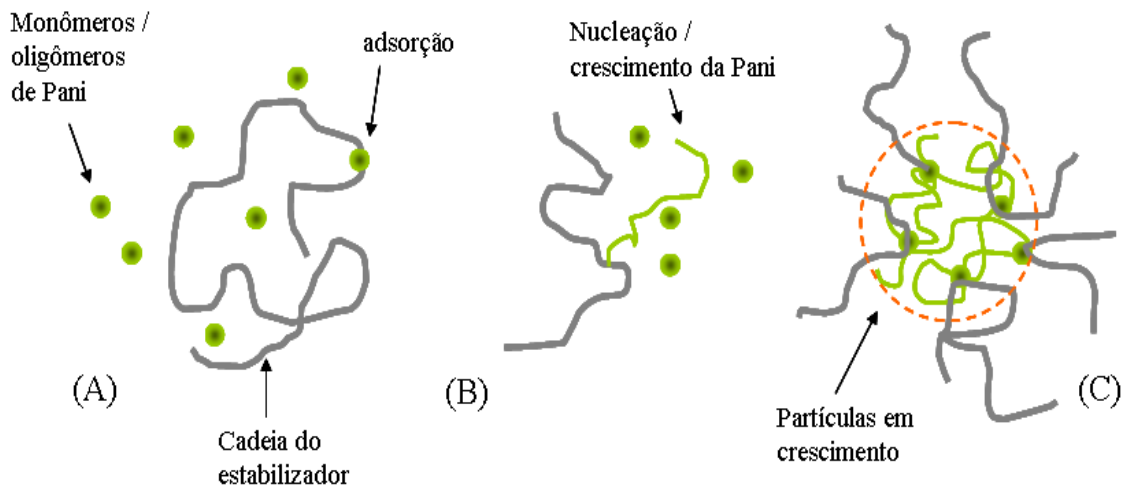 Monômeros /
oligômeros
de Pani
adsorção
Nucleação /
crescimento da Pani
(A)
(B)
(C)
Cadeia do
estabilizador
Partículas em
crescimento